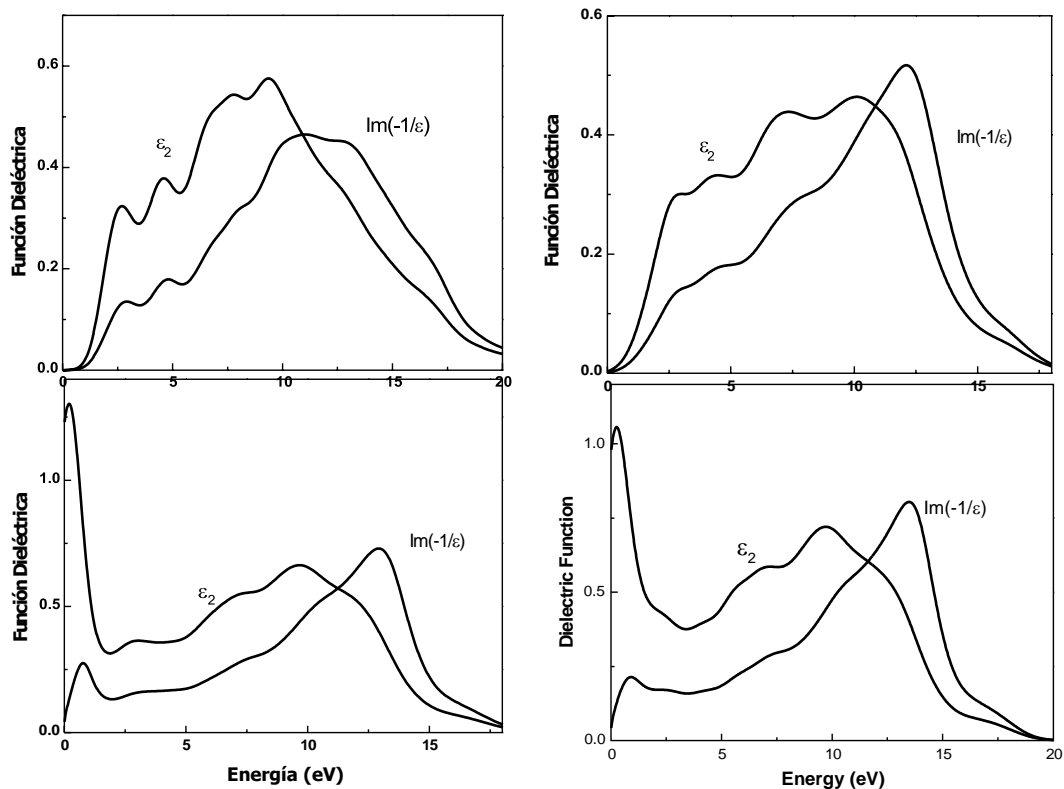 Función Dieléctrica
0.6
0.4
0.2
0.0
0
5
10
15
20
ε₂
Im(-1/ε)
Función Dieléctrica
0.6
0.4
0.2
0.0
0
5
10
15
ε₂
Im(-1/ε)
Función Dieléctrica
1.0
0.5
0.0
0
5
10
15
ε₂
Im(-1/ε)
Energía (eV)
Dielectric Function
1.0
0.5
0.0
0
5
10
15
20
ε₂
Im(-1/ε)
Energy (eV)